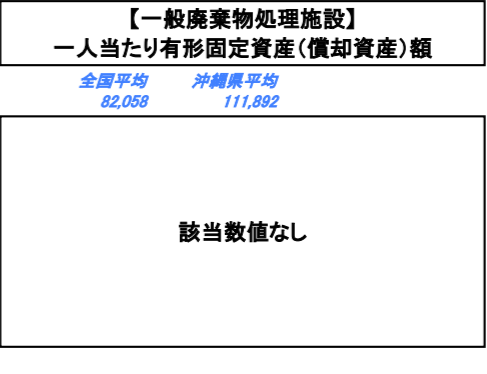 【一般廃棄物処理施設】
一人当たり有形固定資産(償却資産)額
全国平均 沖縄県平均
82,058 111,892
該当数値なし